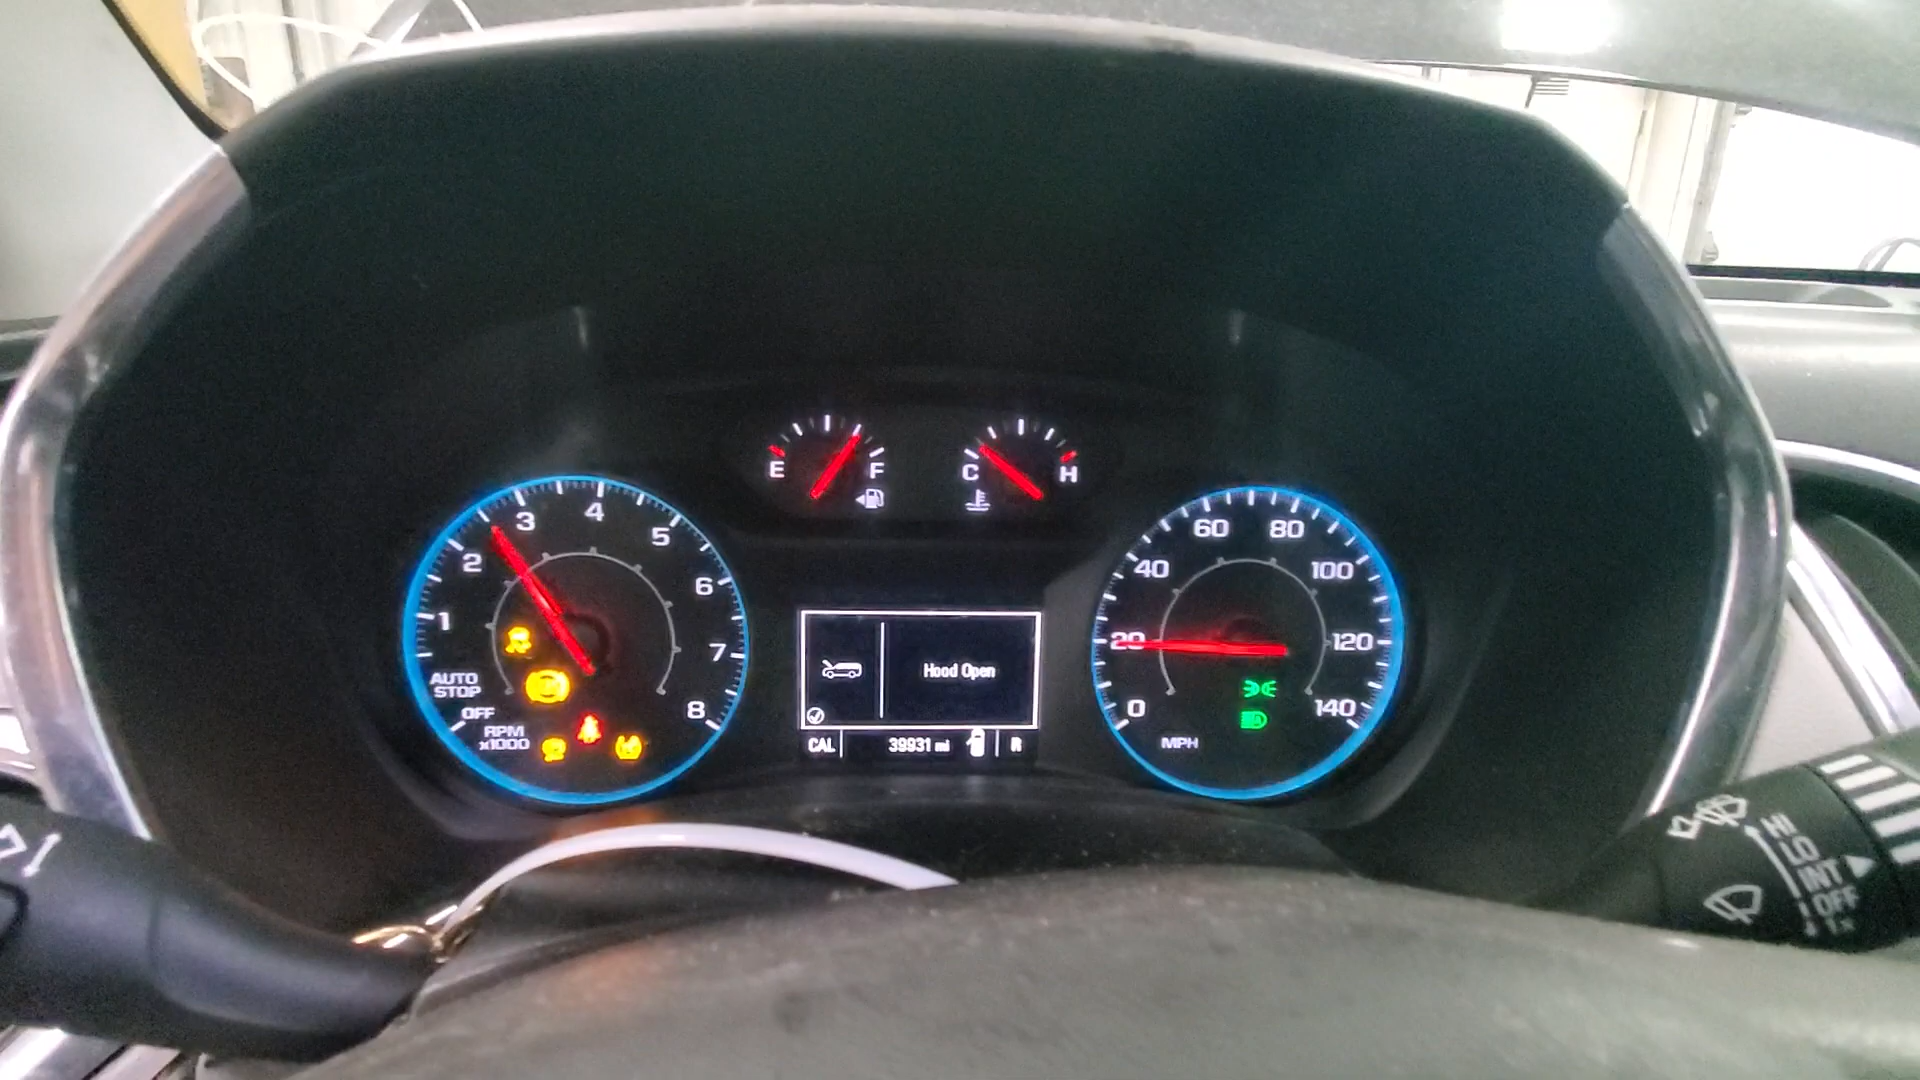 E F
C H
1 2 3 4 5 6 7 8
AUTO
STOP
OFF
RPM
x1000
Hood Open
CAL 39931 mi R
0 20 40 60 80 100 120 140
MPH
HI
LO
INT
OFF
1x